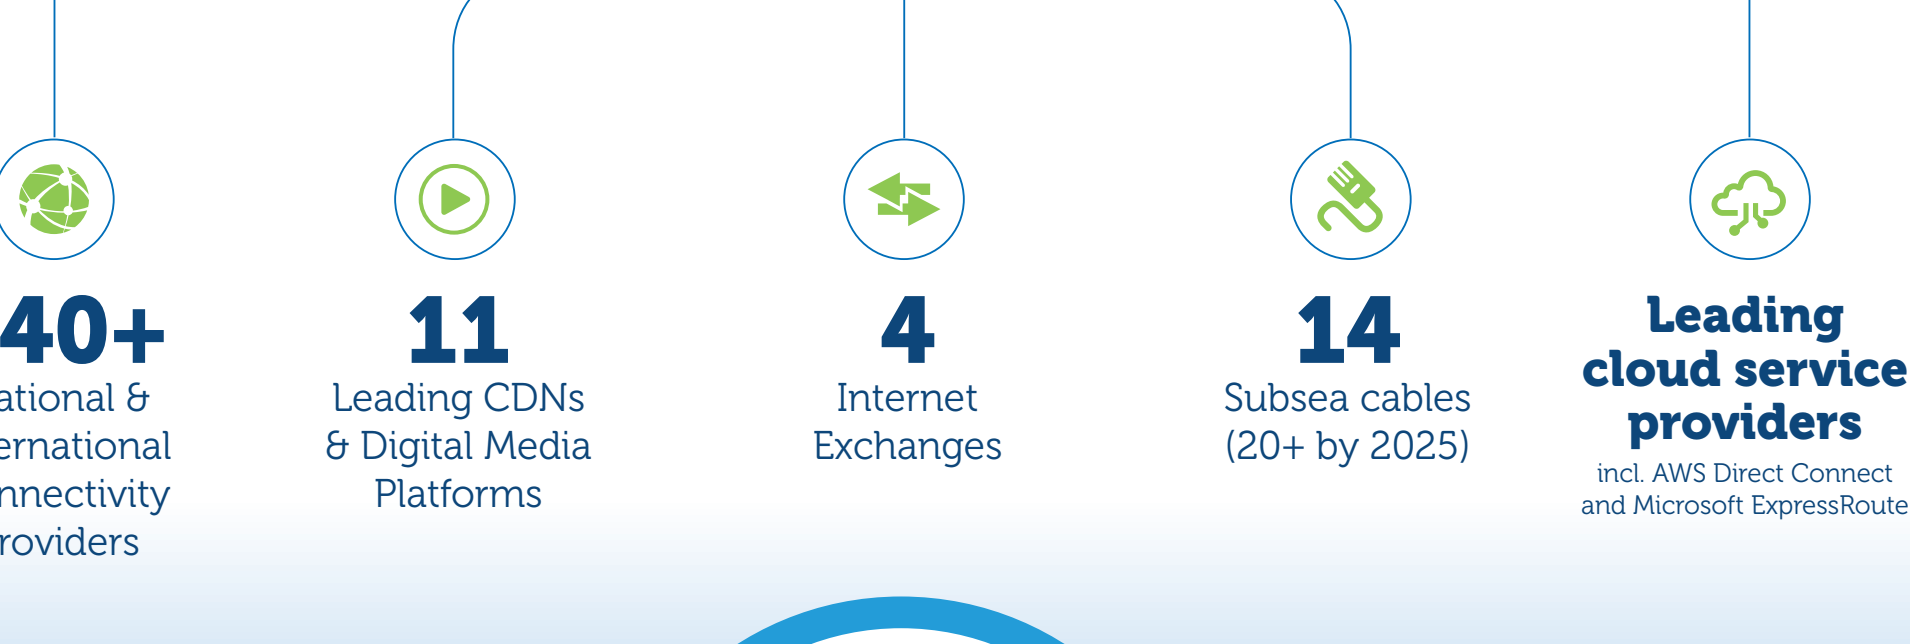 40+
ational &
ernational
nnectivity
roviders
11
Leading CDNs
& Digital Media
Platforms
4
Internet
Exchanges
14
Subsea cables
(20+ by 2025)
Leading
cloud service
providers
incl. AWS Direct Connect
and Microsoft ExpressRoute